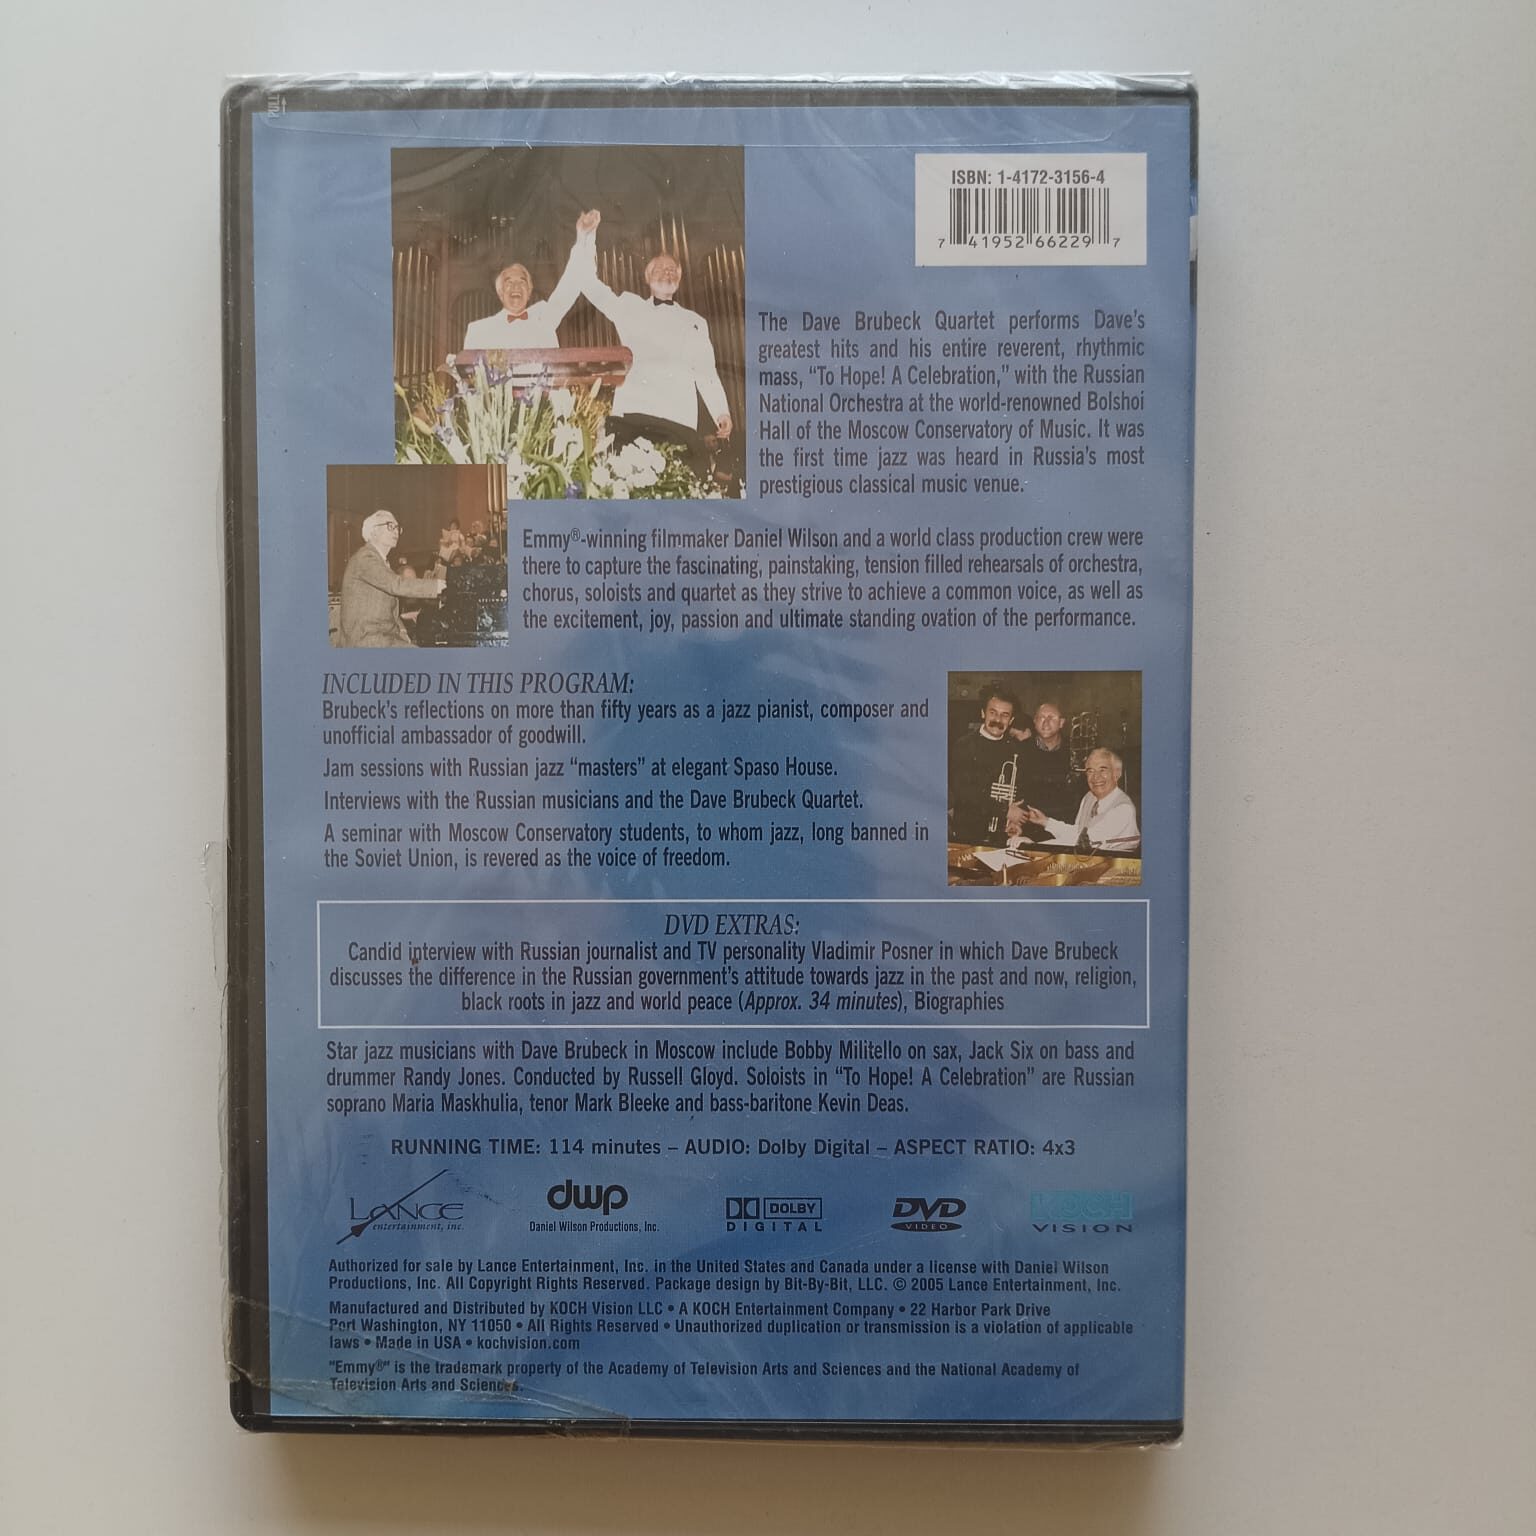 PULL
ISBN: 1-4172-3156-4
7 41952 66229 7
The Dave Brubeck Quartet performs Dave's
greatest hits and his entire reverent, rhythmic
mass, "To Hope! A Celebration," with the Russian
National Orchestra at the world-renowned Bolshoi
Hall of the Moscow Conservatory of Music. It was
the first time jazz was heard in Russia's most
prestigious classical music venue.
Emmy®-winning filmmaker Daniel Wilson and a world class production crew were
there to capture the fascinating, painstaking, tension filled rehearsals of orchestra,
chorus, soloists and quartet as they strive to achieve a common voice, as well as
the excitement, joy, passion and ultimate standing ovation of the performance.
INCLUDED IN THIS PROGRAM:
Brubeck's reflections on more than fifty years as a jazz pianist, composer and
unofficial ambassador of goodwill.
Jam sessions with Russian jazz "masters" at elegant Spaso House.
Interviews with the Russian musicians and the Dave Brubeck Quartet.
A seminar with Moscow Conservatory students, to whom jazz, long banned in
the Soviet Union, is revered as the voice of freedom.
DVD EXTRAS:
Candid interview with Russian journalist and TV personality Vladimir Posner in which Dave Brubeck
discusses the difference in the Russian government's attitude towards jazz in the past and now, religion,
black roots in jazz and world peace (Approx. 34 minutes), Biographies
Star jazz musicians with Dave Brubeck in Moscow include Bobby Militello on sax, Jack Six on bass and
drummer Randy Jones. Conducted by Russell Gloyd. Soloists in "To Hope! A Celebration" are Russian
soprano Maria Maskhulia, tenor Mark Bleeke and bass-baritone Kevin Deas.
RUNNING TIME: 114 minutes – AUDIO: Dolby Digital – ASPECT RATIO: 4x3
LANCE
entertainment, inc.
dwp
Daniel Wilson Productions, Inc.
DOLBY
DIGITAL
DVD
VIDEO
KOCH
VISION
Authorized for sale by Lance Entertainment, Inc. in the United States and Canada under a license with Daniel Wilson
Productions, Inc. All Copyright Rights Reserved. Package design by Bit-By-Bit, LLC. © 2005 Lance Entertainment, Inc.
Manufactured and Distributed by KOCH Vision LLC • A KOCH Entertainment Company • 22 Harbor Park Drive
Port Washington, NY 11050 • All Rights Reserved • Unauthorized duplication or transmission is a violation of applicable
laws • Made in USA • kochvision.com
"Emmy®" is the trademark property of the Academy of Television Arts and Sciences and the National Academy of
Television Arts and Sciences.